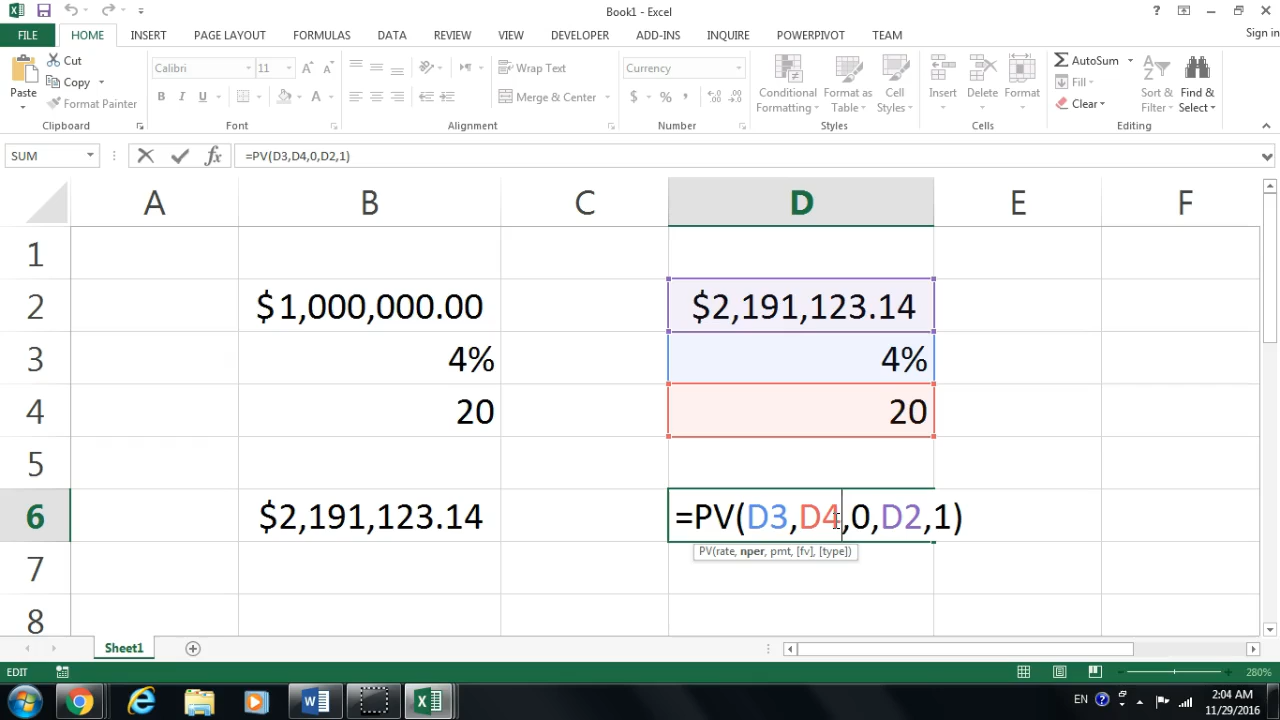 Book1 - Excel
?
FILE HOME INSERT PAGE LAYOUT FORMULAS DATA REVIEW VIEW DEVELOPER ADD-INS INQUIRE POWERPIVOT TEAM Sign in
Paste
Cut
Copy
Format Painter
Clipboard
Calibri 11
B I U
Font
Wrap Text
Merge & Center
Alignment
Currency
$ % ,
Number
Conditional
Formatting
Format as
Table
Cell
Styles
Styles
Insert Delete Format
Cells
AutoSum
Fill
Clear
Sort &
Filter
Find &
Select
Editing
SUM fx =PV(D3,D4,0,D2,1)
A B C D E F
1
2 $1,000,000.00 $2,191,123.14
3 4% 4%
4 20 20
5
6 $2,191,123.14 =PV(D3,D4,0,D2,1)
PV(rate, nper, pmt, [fv], [type])
7
8
Sheet1
EDIT 280%
EN 2:04 AM
11/29/2016